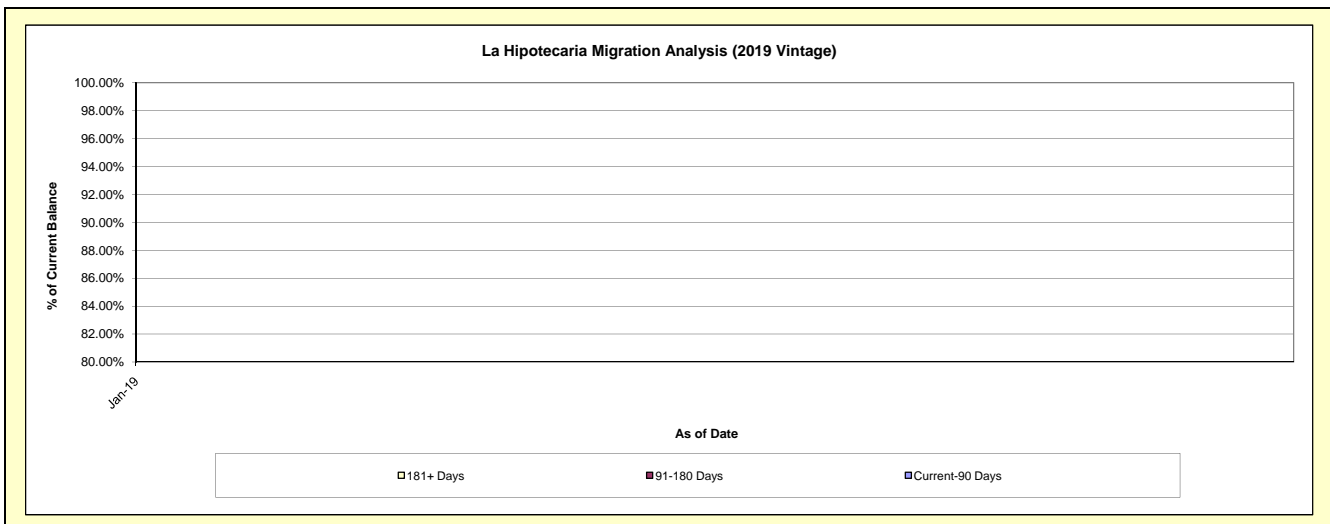 La Hipotecaria Migration Analysis (2019 Vintage)
100.00%
98.00%
96.00%
94.00%
92.00%
90.00%
88.00%
86.00%
84.00%
82.00%
80.00%
% of Current Balance
Jan-19
As of Date
181+ Days 91-180 Days Current-90 Days